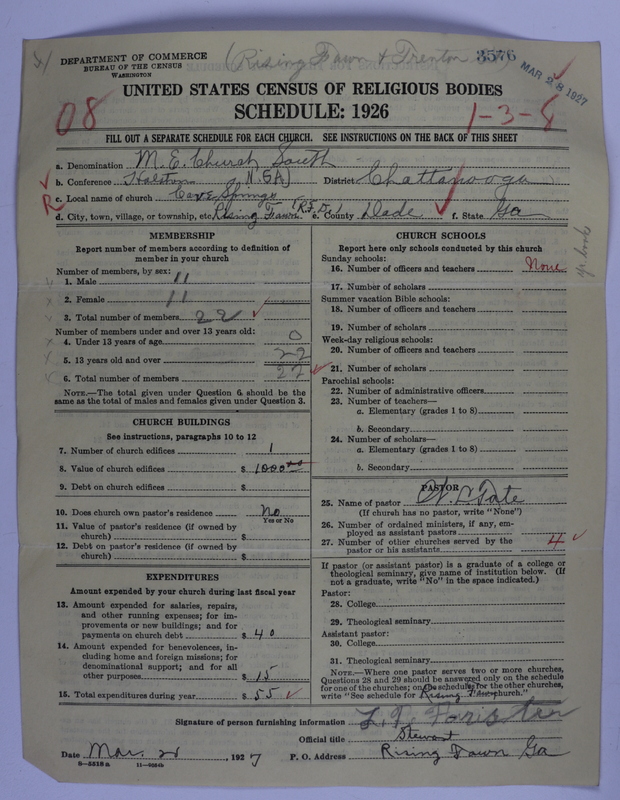 DEPARTMENT OF COMMERCE
BUREAU OF THE CENSUS
WASHINGTON
(Rising Fawn & Trenton
3576
MAR 28 1927
UNITED STATES CENSUS OF RELIGIOUS BODIES
SCHEDULE: 1926
08
1-3-8
FILL OUT A SEPARATE SCHEDULE FOR EACH CHURCH. SEE INSTRUCTIONS ON THE BACK OF THIS SHEET
a. Denomination M. E. Church South
b. Conference Holston [N. GA] District Chattanooga
c. Local name of church Cave Springs
R
d. City, town, village, or township, etc. Rising Fawn (R.F.D.) e. County Dade f. State Ga
MEMBERSHIP
Report number of members according to definition of
member in your church
Number of members, by sex:
1. Male 11
2. Female 11
3. Total number of members 22
Number of members under and over 13 years old:
4. Under 13 years of age 0
5. 13 years old and over 22
6. Total number of members 22
NOTE.—The total given under Question 6 should be
same as the total of males and females given under Question 3.
CHURCH BUILDINGS
See instructions, paragraphs 10 to 12
7. Number of church edifices 1
8. Value of church edifices $ 1000 00
9. Debt on church edifices $
10. Does church own pastor's residence No
Yes or No
11. Value of pastor's residence (if owned by
church) $
12. Debt on pastor's residence (if owned by
church) $
EXPENDITURES
Amount expended by your church during last fiscal year
13. Amount expended for salaries, repairs,
and other running expenses; for im-
provements or new buildings; and for
payments on church debt $ 40
14. Amount expended for benevolences, in-
cluding home and foreign missions; for
denominational support; and for all
other purposes $ 15
15. Total expenditures during year $ 55
CHURCH SCHOOLS
Report here only schools conducted by this church
Sunday schools:
16. Number of officers and teachers None
17. Number of scholars
Summer vacation Bible schools:
18. Number of officers and teachers
19. Number of scholars
Week-day religious schools:
20. Number of officers and teachers
21. Number of scholars
Parochial schools:
22. Number of administrative officers
23. Number of teachers—
a. Elementary (grades 1 to 8)
b. Secondary
24. Number of scholars—
a. Elementary (grades 1 to 8)
b. Secondary
PASTOR
25. Name of pastor Tate
(If church has no pastor, write "None")
26. Number of ordained ministers, if any, em-
ployed as assistant pastors
27. Number of other churches served by the
pastor or his assistants 4
If pastor (or assistant pastor) is a graduate of a college or
theological seminary, give name of institution below. (If
not a graduate, write "No" in the space indicated.)
Pastor:
28. College
29. Theological seminary
Assistant pastor:
30. College
31. Theological seminary
NOTE.—Where one pastor serves two or more churches,
Questions 28 and 29 should be answered only on the schedule
for one of the churches; on the schedules for the other churches,
write "See schedule for Rising Fawn church."
Signature of person furnishing information
Official title Stewart
Date Mar. 21, 1927 P. O. Address Rising Fawn Ga
8—5518 a